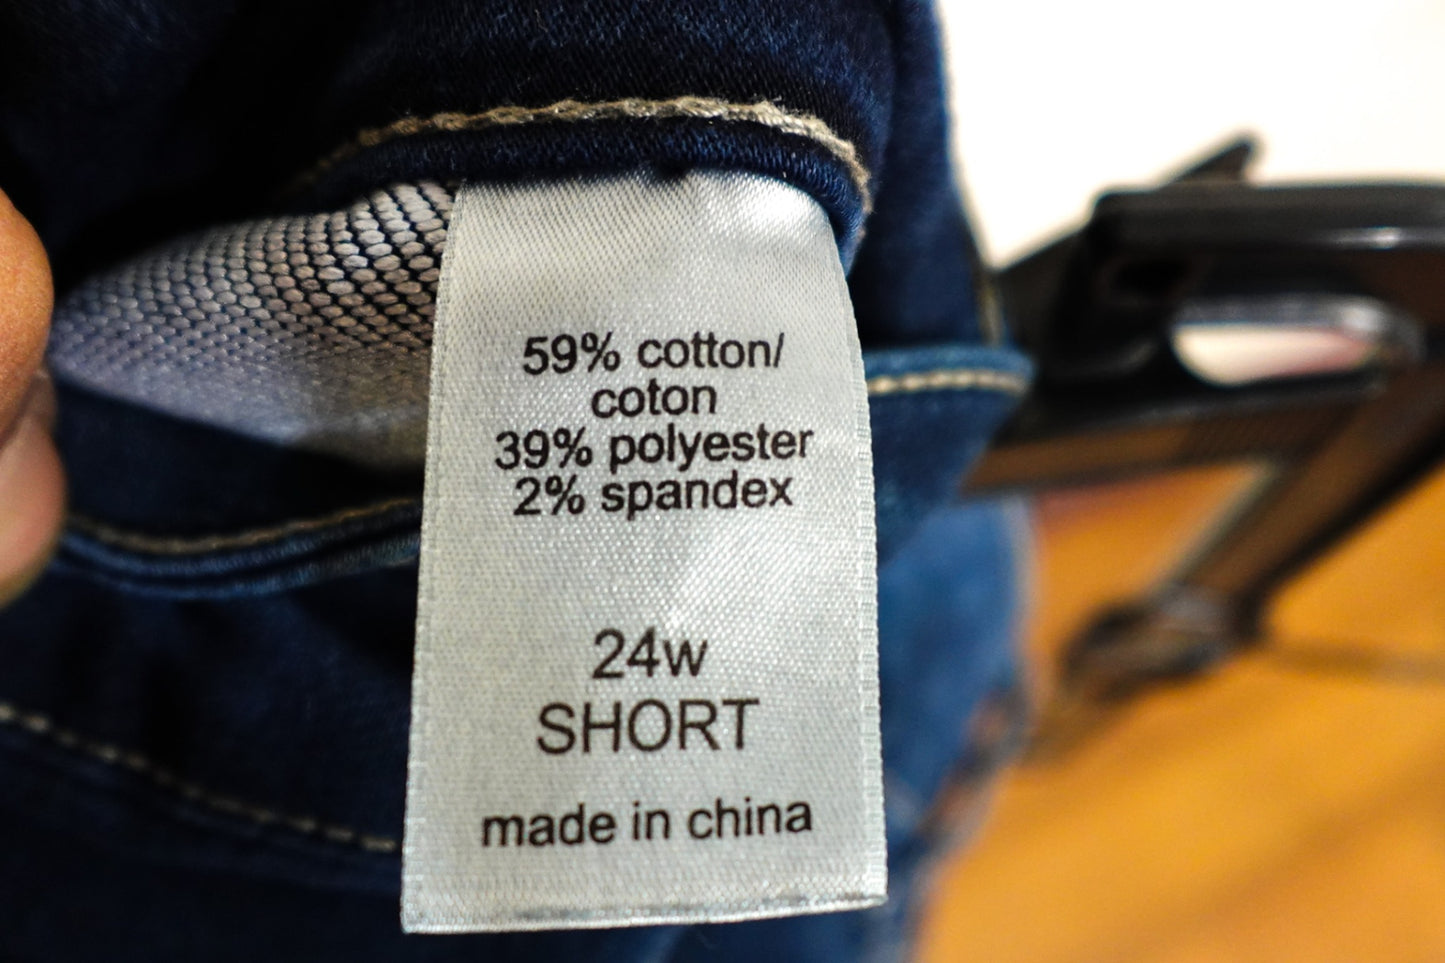 59% cotton/
coton
39% polyester
2% spandex
24w
SHORT
made in china